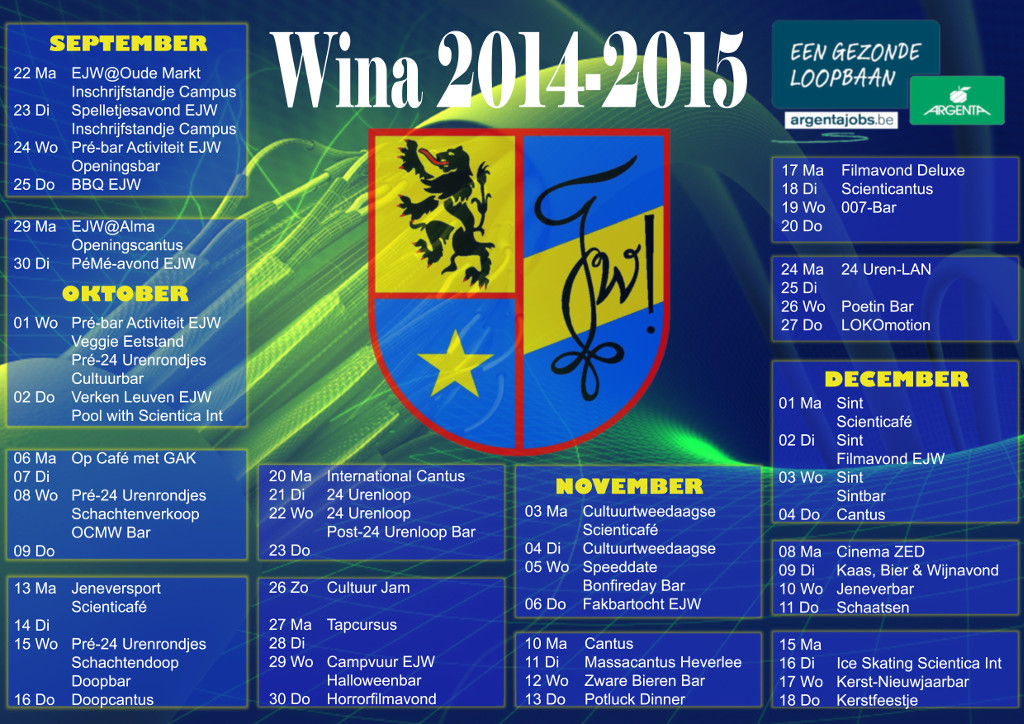 Wina 2014-2015
EEN GEZONDE
LOOPBAAN
argentajobs.be
ARGENTA
Jw!
SEPTEMBER
22 Ma EJW@Oude Markt
Inschrijfstandje Campus
23 Di Spelletjesavond EJW
Inschrijfstandje Campus
24 Wo Pré-bar Activiteit EJW
Openingsbar
25 Do BBQ EJW
29 Ma EJW@Alma
Openingscantus
30 Di PéMé-avond EJW
OKTOBER
01 Wo Pré-bar Activiteit EJW
Veggie Eetstand
Pré-24 Urenrondjes
Cultuurbar
02 Do Verken Leuven EJW
Pool with Scientica Int
06 Ma Op Café met GAK
07 Di
08 Wo Pré-24 Urenrondjes
Schachtenverkoop
OCMW Bar
09 Do
13 Ma Jeneversport
Scienticafé
14 Di
15 Wo Pré-24 Urenrondjes
Schachtendoop
Doopbar
16 Do Doopcantus
20 Ma International Cantus
21 Di 24 Urenloop
22 Wo 24 Urenloop
Post-24 Urenloop Bar
23 Do
26 Zo Cultuur Jam
27 Ma Tapcursus
28 Di
29 Wo Campvuur EJW
Halloweenbar
30 Do Horrorfilmavond
NOVEMBER
03 Ma Cultuurtweedaagse
Scienticafé
04 Di Cultuurtweedaagse
05 Wo Speeddate
Bonfireday Bar
06 Do Fakbartocht EJW
10 Ma Cantus
11 Di Massacantus Heverlee
12 Wo Zware Bieren Bar
13 Do Potluck Dinner
17 Ma Filmavond Deluxe
18 Di Scienticantus
19 Wo 007-Bar
20 Do
24 Ma 24 Uren-LAN
25 Di
26 Wo Poetin Bar
27 Do LOKOmotion
DECEMBER
01 Ma Sint
Scienticafé
02 Di Sint
Filmavond EJW
03 Wo Sint
Sintbar
04 Do Cantus
08 Ma Cinema ZED
09 Di Kaas, Bier & Wijnavond
10 Wo Jeneverbar
11 Do Schaatsen
15 Ma
16 Di Ice Skating Scientica Int
17 Wo Kerst-Nieuwjaarbar
18 Do Kerstfeestje